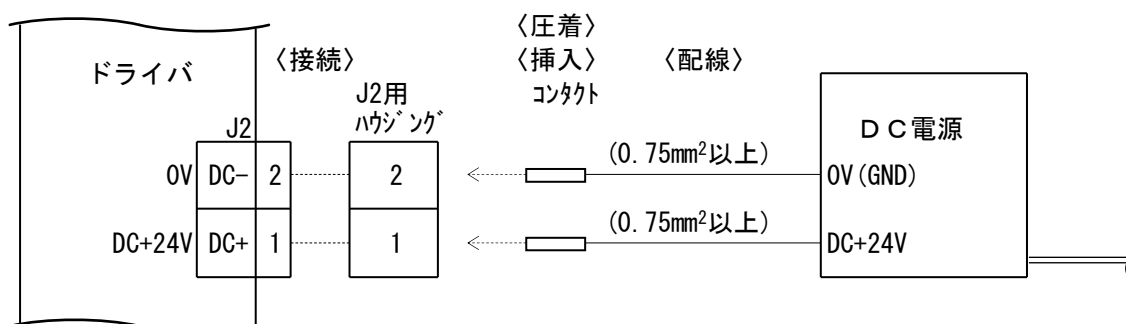 〈圧着〉
ドライバ 〈接続〉 〈挿入〉 〈配線〉
J2用 ｺﾝﾀｸﾄ
J2 ﾊｳｼﾞﾝｸﾞ DC電源
(0.75mm²以上)
0V DC− 2 2 0V(GND)
(0.75mm²以上)
DC+24V DC+ 1 1 DC+24V